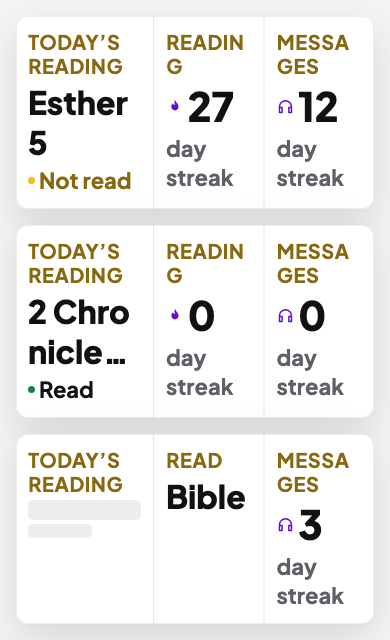 TODAY’S
READING
Esther
5
Not read
READIN
G
27
day
streak
MESSA
GES
12
day
streak
TODAY’S
READING
2 Chro
nicle…
Read
READIN
G
0
day
streak
MESSA
GES
0
day
streak
TODAY’S
READING
READ
Bible
MESSA
GES
3
day
streak